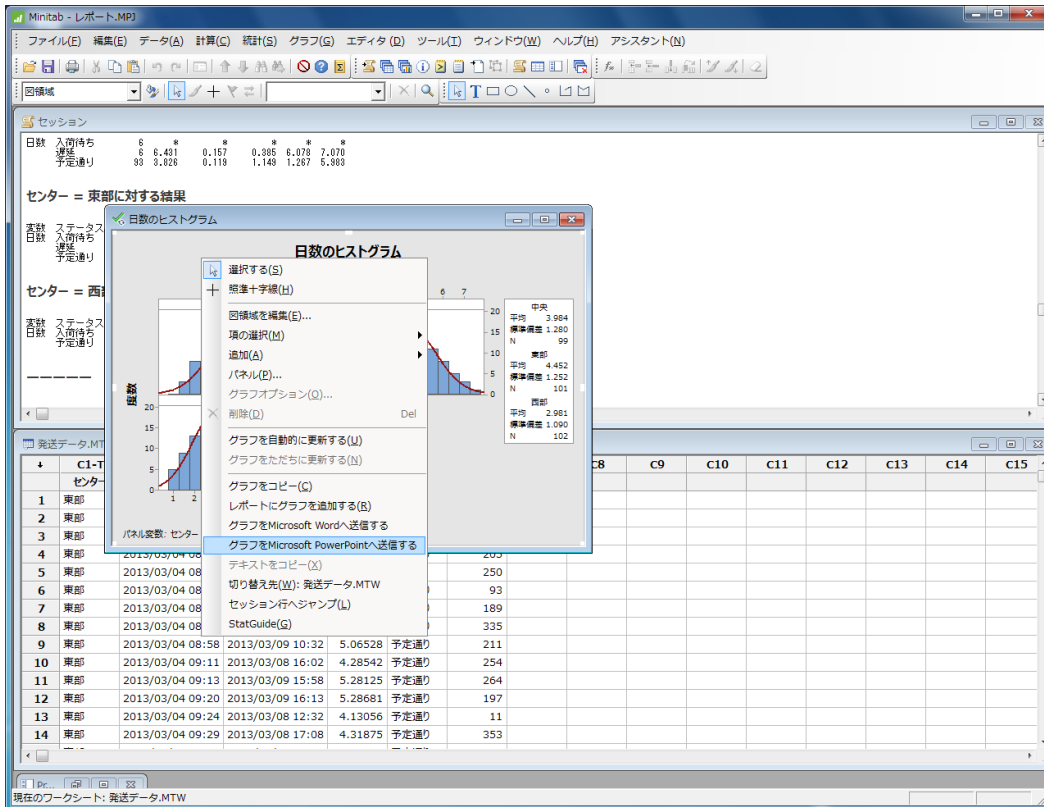 Minitab - レポート.MPJ
ファイル(F) 編集(E) データ(A) 計算(C) 統計(S) グラフ(G) エディタ(D) ツール(T) ウィンドウ(W) ヘルプ(H) アシスタント(N)
図領域
セッション
日数 入荷待ち 6 * * * * *
遅延 6 6.431 0.157 0.385 6.078 7.070
予定通り 93 3.826 0.119 1.149 1.267 5.983
センター = 東部に対する結果
変数 ステータス
日数 入荷待ち
遅延
予定通り
センター = 西
変数 ステータス
日数 入荷待ち
予定通り
日数のヒストグラム
日数のヒストグラム
6 7
20
15
10
5
0
度数
20
15
10
5
0
1 2
中央
平均 3.984
標準偏差 1.280
N 99
東部
平均 4.452
標準偏差 1.252
N 101
西部
平均 2.981
標準偏差 1.090
N 102
パネル変数: センター
選択する(S)
照準十字線(H)
図領域を編集(E)...
項の選択(M)
追加(A)
パネル(P)...
グラフオプション(O)...
削除(D) Del
グラフを自動的に更新する(U)
グラフをただちに更新する(N)
グラフをコピー(C)
レポートにグラフを追加する(R)
グラフをMicrosoft Wordへ送信する
グラフをMicrosoft PowerPointへ送信する
テキストをコピー(X)
切り替え先(W): 発送データ.MTW
セッション行へジャンプ(L)
StatGuide(G)
発送データ.MT
C1-T C8 C9 C10 C11 C12 C13 C14 C15
センター
1 東部
2 東部
3 東部
4 東部 2013/03/04 08 205
5 東部 2013/03/04 08 250
6 東部 2013/03/04 08 93
7 東部 2013/03/04 08 189
8 東部 2013/03/04 08 335
9 東部 2013/03/04 08:58 2013/03/09 10:32 5.06528 予定通り 211
10 東部 2013/03/04 09:11 2013/03/08 16:02 4.28542 予定通り 254
11 東部 2013/03/04 09:13 2013/03/09 15:58 5.28125 予定通り 264
12 東部 2013/03/04 09:20 2013/03/09 16:13 5.28681 予定通り 197
13 東部 2013/03/04 09:24 2013/03/08 12:32 4.13056 予定通り 11
14 東部 2013/03/04 09:29 2013/03/08 17:08 4.31875 予定通り 353
Pr...
現在のワークシート: 発送データ.MTW